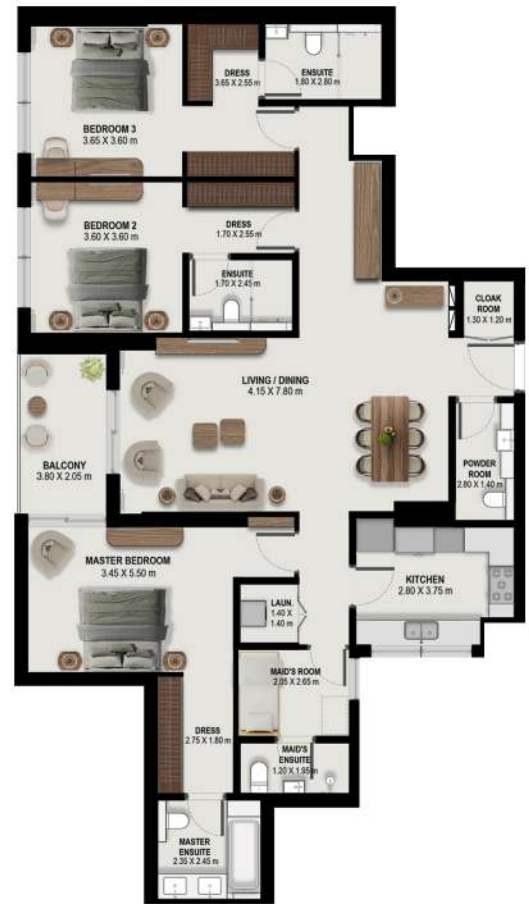 DRESS
3.65 X 2.55 m
ENSUITE
1.80 X 2.80 m
BEDROOM 3
3.65 X 3.60 m
BEDROOM 2
3.60 X 3.60 m
DRESS
1.70 X 2.55 m
ENSUITE
1.70 X 2.45 m
CLOAK
ROOM
1.30 X 1.20 m
LIVING / DINING
4.15 X 7.80 m
BALCONY
3.80 X 2.05 m
POWDER
ROOM
2.80 X 1.40 m
MASTER BEDROOM
3.45 X 5.50 m
KITCHEN
2.80 X 3.75 m
LAUN.
1.40 X
1.40 m
MAID'S ROOM
2.05 X 2.65 m
DRESS
2.75 X 1.80 m
MAID'S
ENSUITE
1.20 X 1.95 m
MASTER
ENSUITE
2.35 X 2.45 m